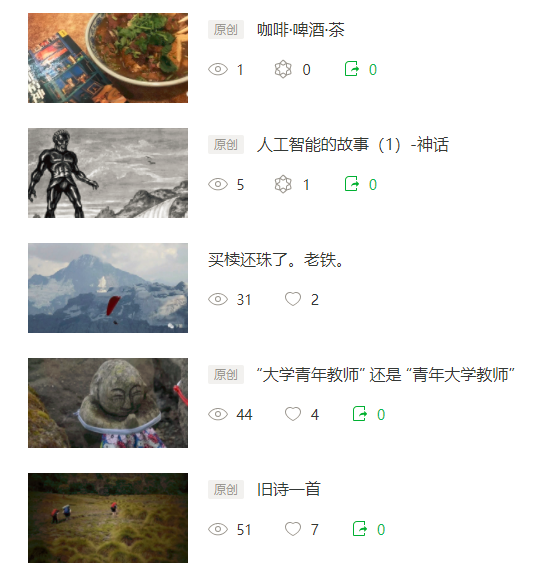 原创 咖啡·啤酒·茶
1 0 0
原创 人工智能的故事（1）-神话
5 1 0
买椟还珠了。老铁。
31 2
原创 “大学青年教师” 还是 “青年大学教师”
44 4 0
原创 旧诗一首
51 7 0